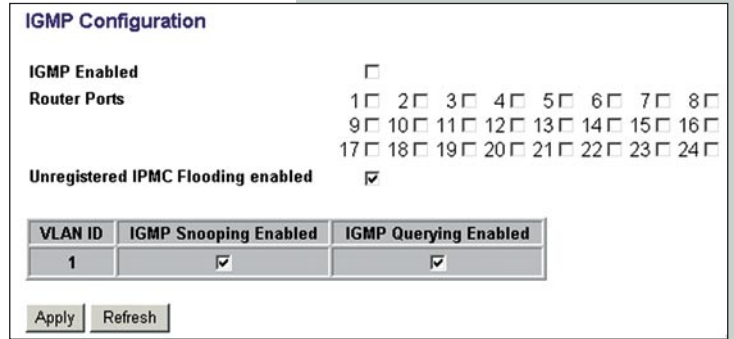 IGMP Configuration
IGMP Enabled
Router Ports 1 2 3 4 5 6 7 8
9 10 11 12 13 14 15 16
17 18 19 20 21 22 23 24
Unregistered IPMC Flooding enabled
VLAN ID IGMP Snooping Enabled IGMP Querying Enabled
1
Apply Refresh